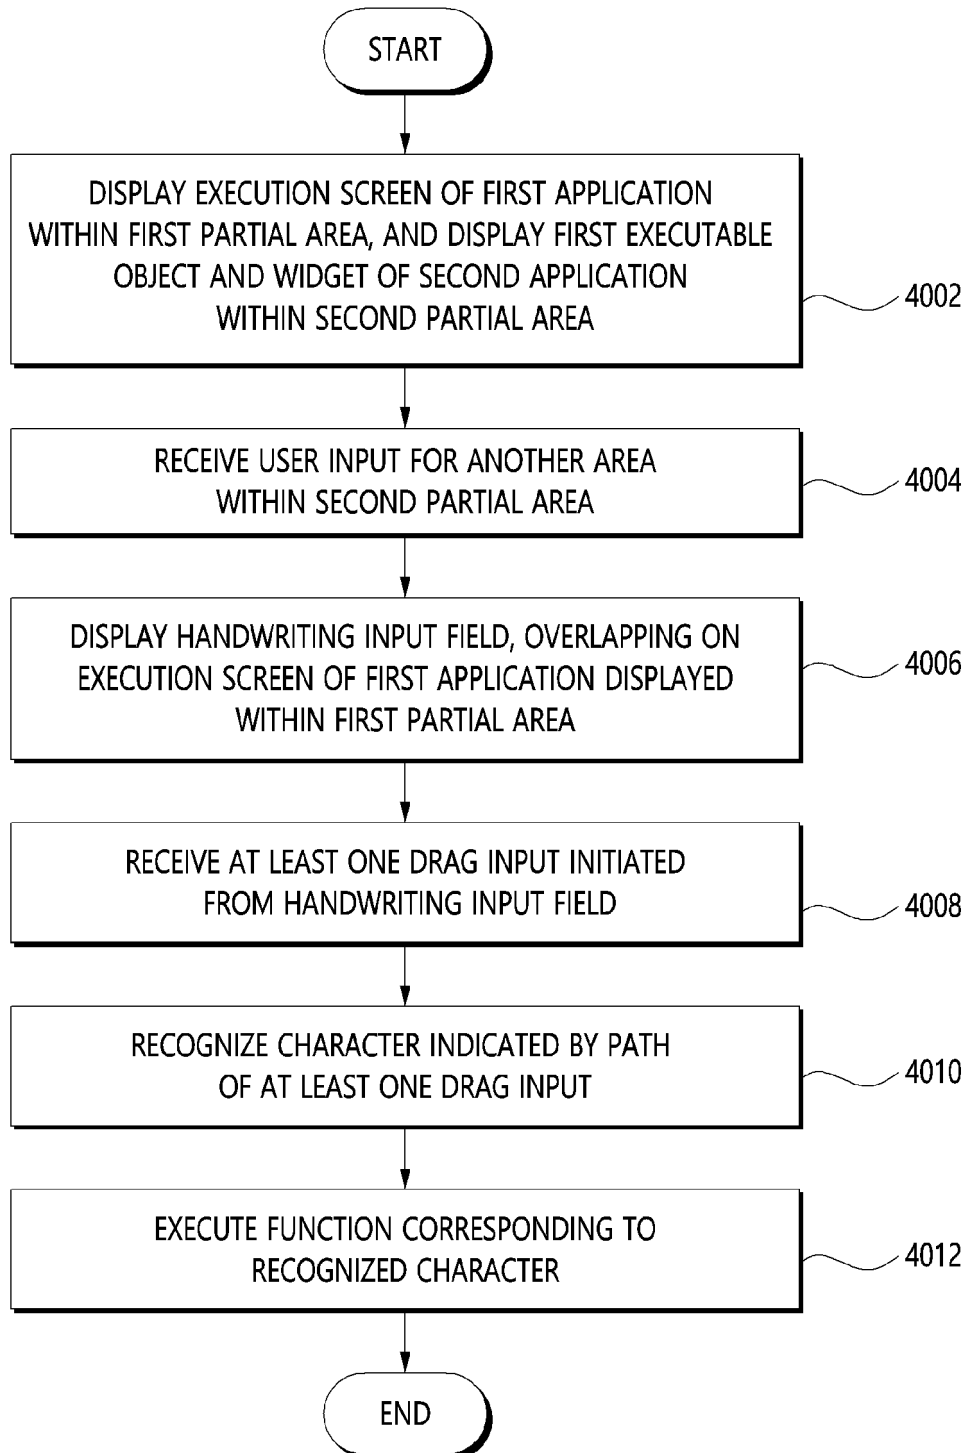 START
DISPLAY EXECUTION SCREEN OF FIRST APPLICATION
WITHIN FIRST PARTIAL AREA, AND DISPLAY FIRST EXECUTABLE
OBJECT AND WIDGET OF SECOND APPLICATION
WITHIN SECOND PARTIAL AREA
4002
RECEIVE USER INPUT FOR ANOTHER AREA
WITHIN SECOND PARTIAL AREA
4004
DISPLAY HANDWRITING INPUT FIELD, OVERLAPPING ON
EXECUTION SCREEN OF FIRST APPLICATION DISPLAYED
WITHIN FIRST PARTIAL AREA
4006
RECEIVE AT LEAST ONE DRAG INPUT INITIATED
FROM HANDWRITING INPUT FIELD
4008
RECOGNIZE CHARACTER INDICATED BY PATH
OF AT LEAST ONE DRAG INPUT
4010
EXECUTE FUNCTION CORRESPONDING TO
RECOGNIZED CHARACTER
4012
END